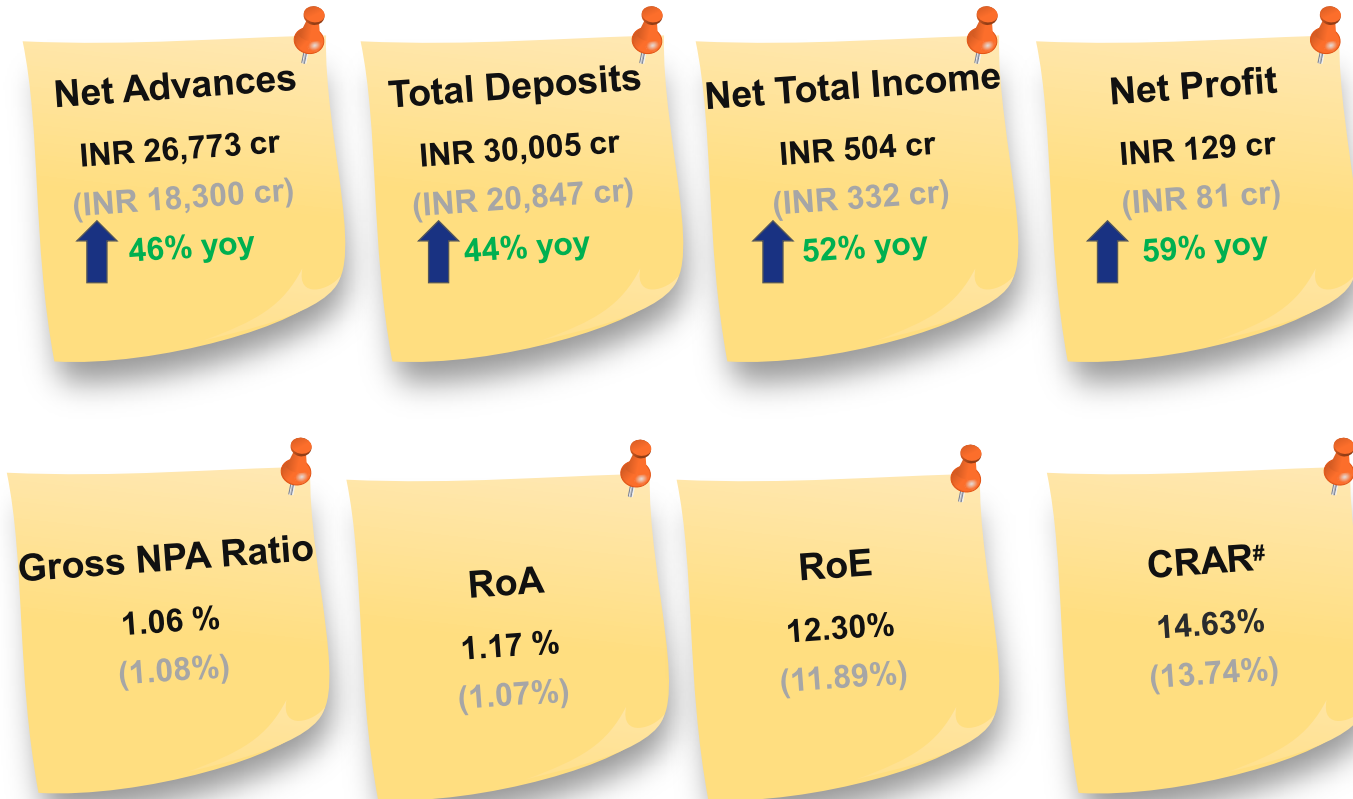 Net Advances
INR 26,773 cr
(INR 18,300 cr)
46% yoy
Total Deposits
INR 30,005 cr
(INR 20,847 cr)
44% yoy
Net Total Income
INR 504 cr
(INR 332 cr)
52% yoy
Net Profit
INR 129 cr
(INR 81 cr)
59% yoy
Gross NPA Ratio
1.06 %
(1.08%)
RoA
1.17 %
(1.07%)
RoE
12.30%
(11.89%)
CRAR#
14.63%
(13.74%)